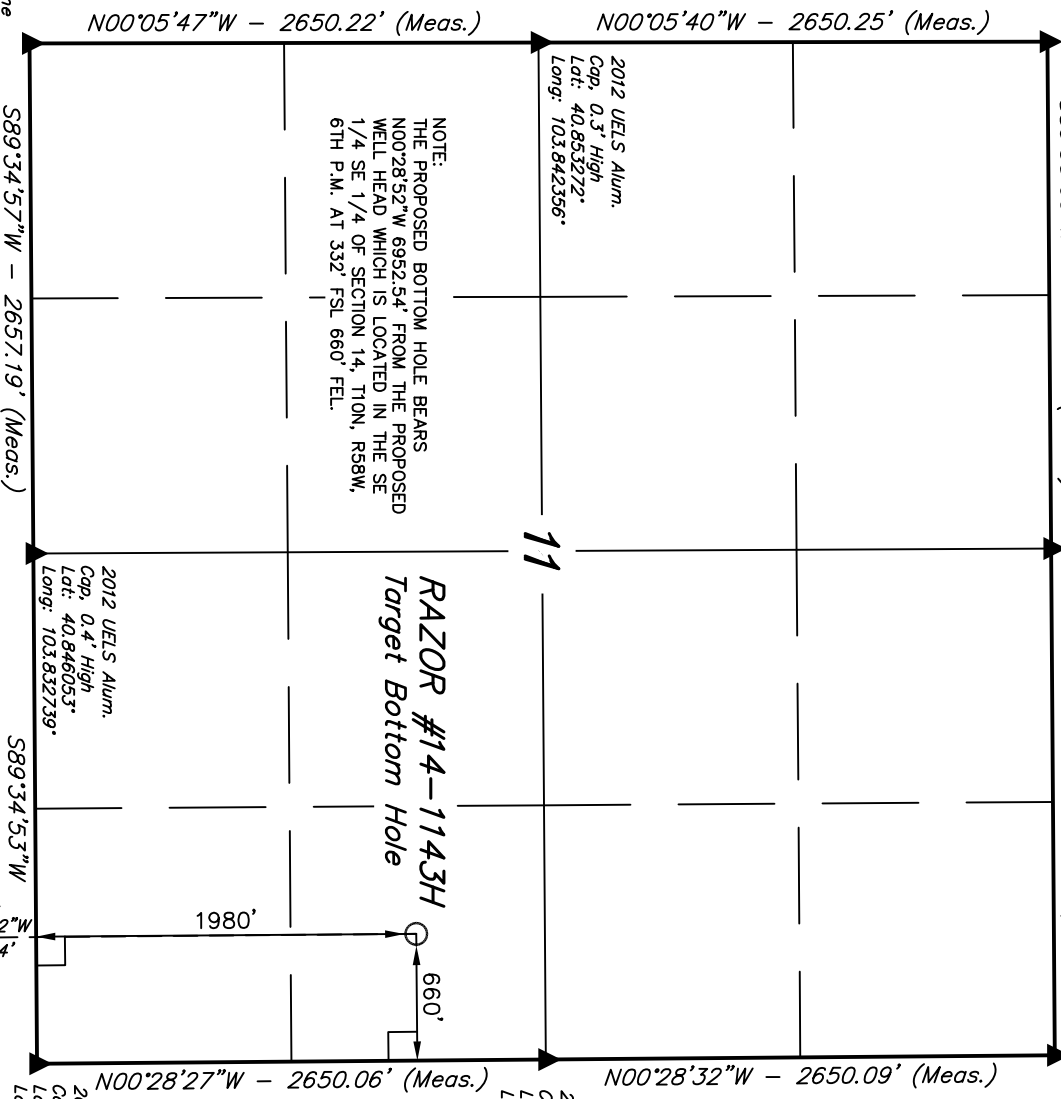 N00°05'47"W - 2650.22' (Meas.)
N00°05'40" W - 2650.25' (Meas.)
2012 UELS Alum.
Cap, 0.3' High
Lat: 40.853272°
Long: 103.842356°
NOTE:
THE PROPOSED BOTTOM HOLE BEARS
N00°28'52"W 6952.54' FROM THE PROPOSED
WELL HEAD WHICH IS LOCATED IN THE SE
1/4 SE 1/4 OF SECTION 14, T10N, R58W,
6TH P.M. AT 332' FSL 660' FEL.
S89°34'57"W - 2657.19' (Meas.)
11
RAZOR #14-1143H
Target Bottom Hole
2012 UELS Alum.
Cap, 0.4' High
Lat: 40.846053°
Long: 103.832739°
S89°34'53"W
1980'
660'
N00°28'27"W - 2650.06' (Meas.)
N00°28'32"W - 2650.09' (Meas.)